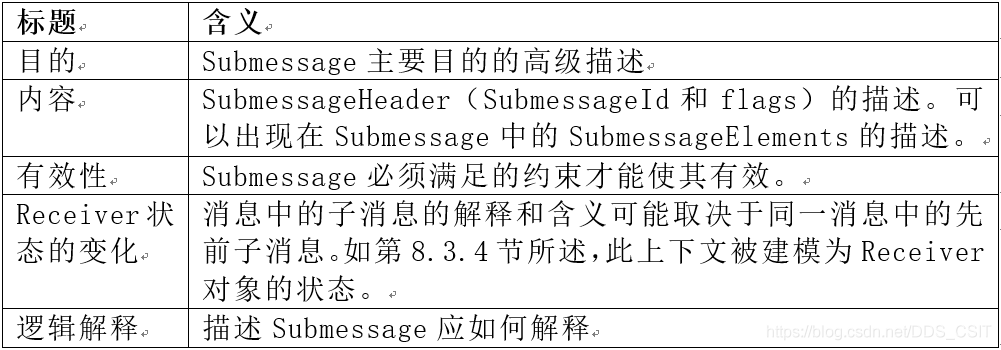 标题 含义
目的 Submessage 主要目的的高级描述
内容 SubmessageHeader（SubmessageId 和 flags）的描述。可
以出现在 Submessage 中的 SubmessageElements 的描述。
有效性 Submessage 必须满足的约束才能使其有效。
Receiver 状 消息中的子消息的解释和含义可能取决于同一消息中的先
态的变化 前子消息。如第 8.3.4 节所述，此上下文被建模为 Receiver
对象的状态。
逻辑解释 描述 Submessage 应如何解释
https://blog.csdn.net/DDS_CSIT